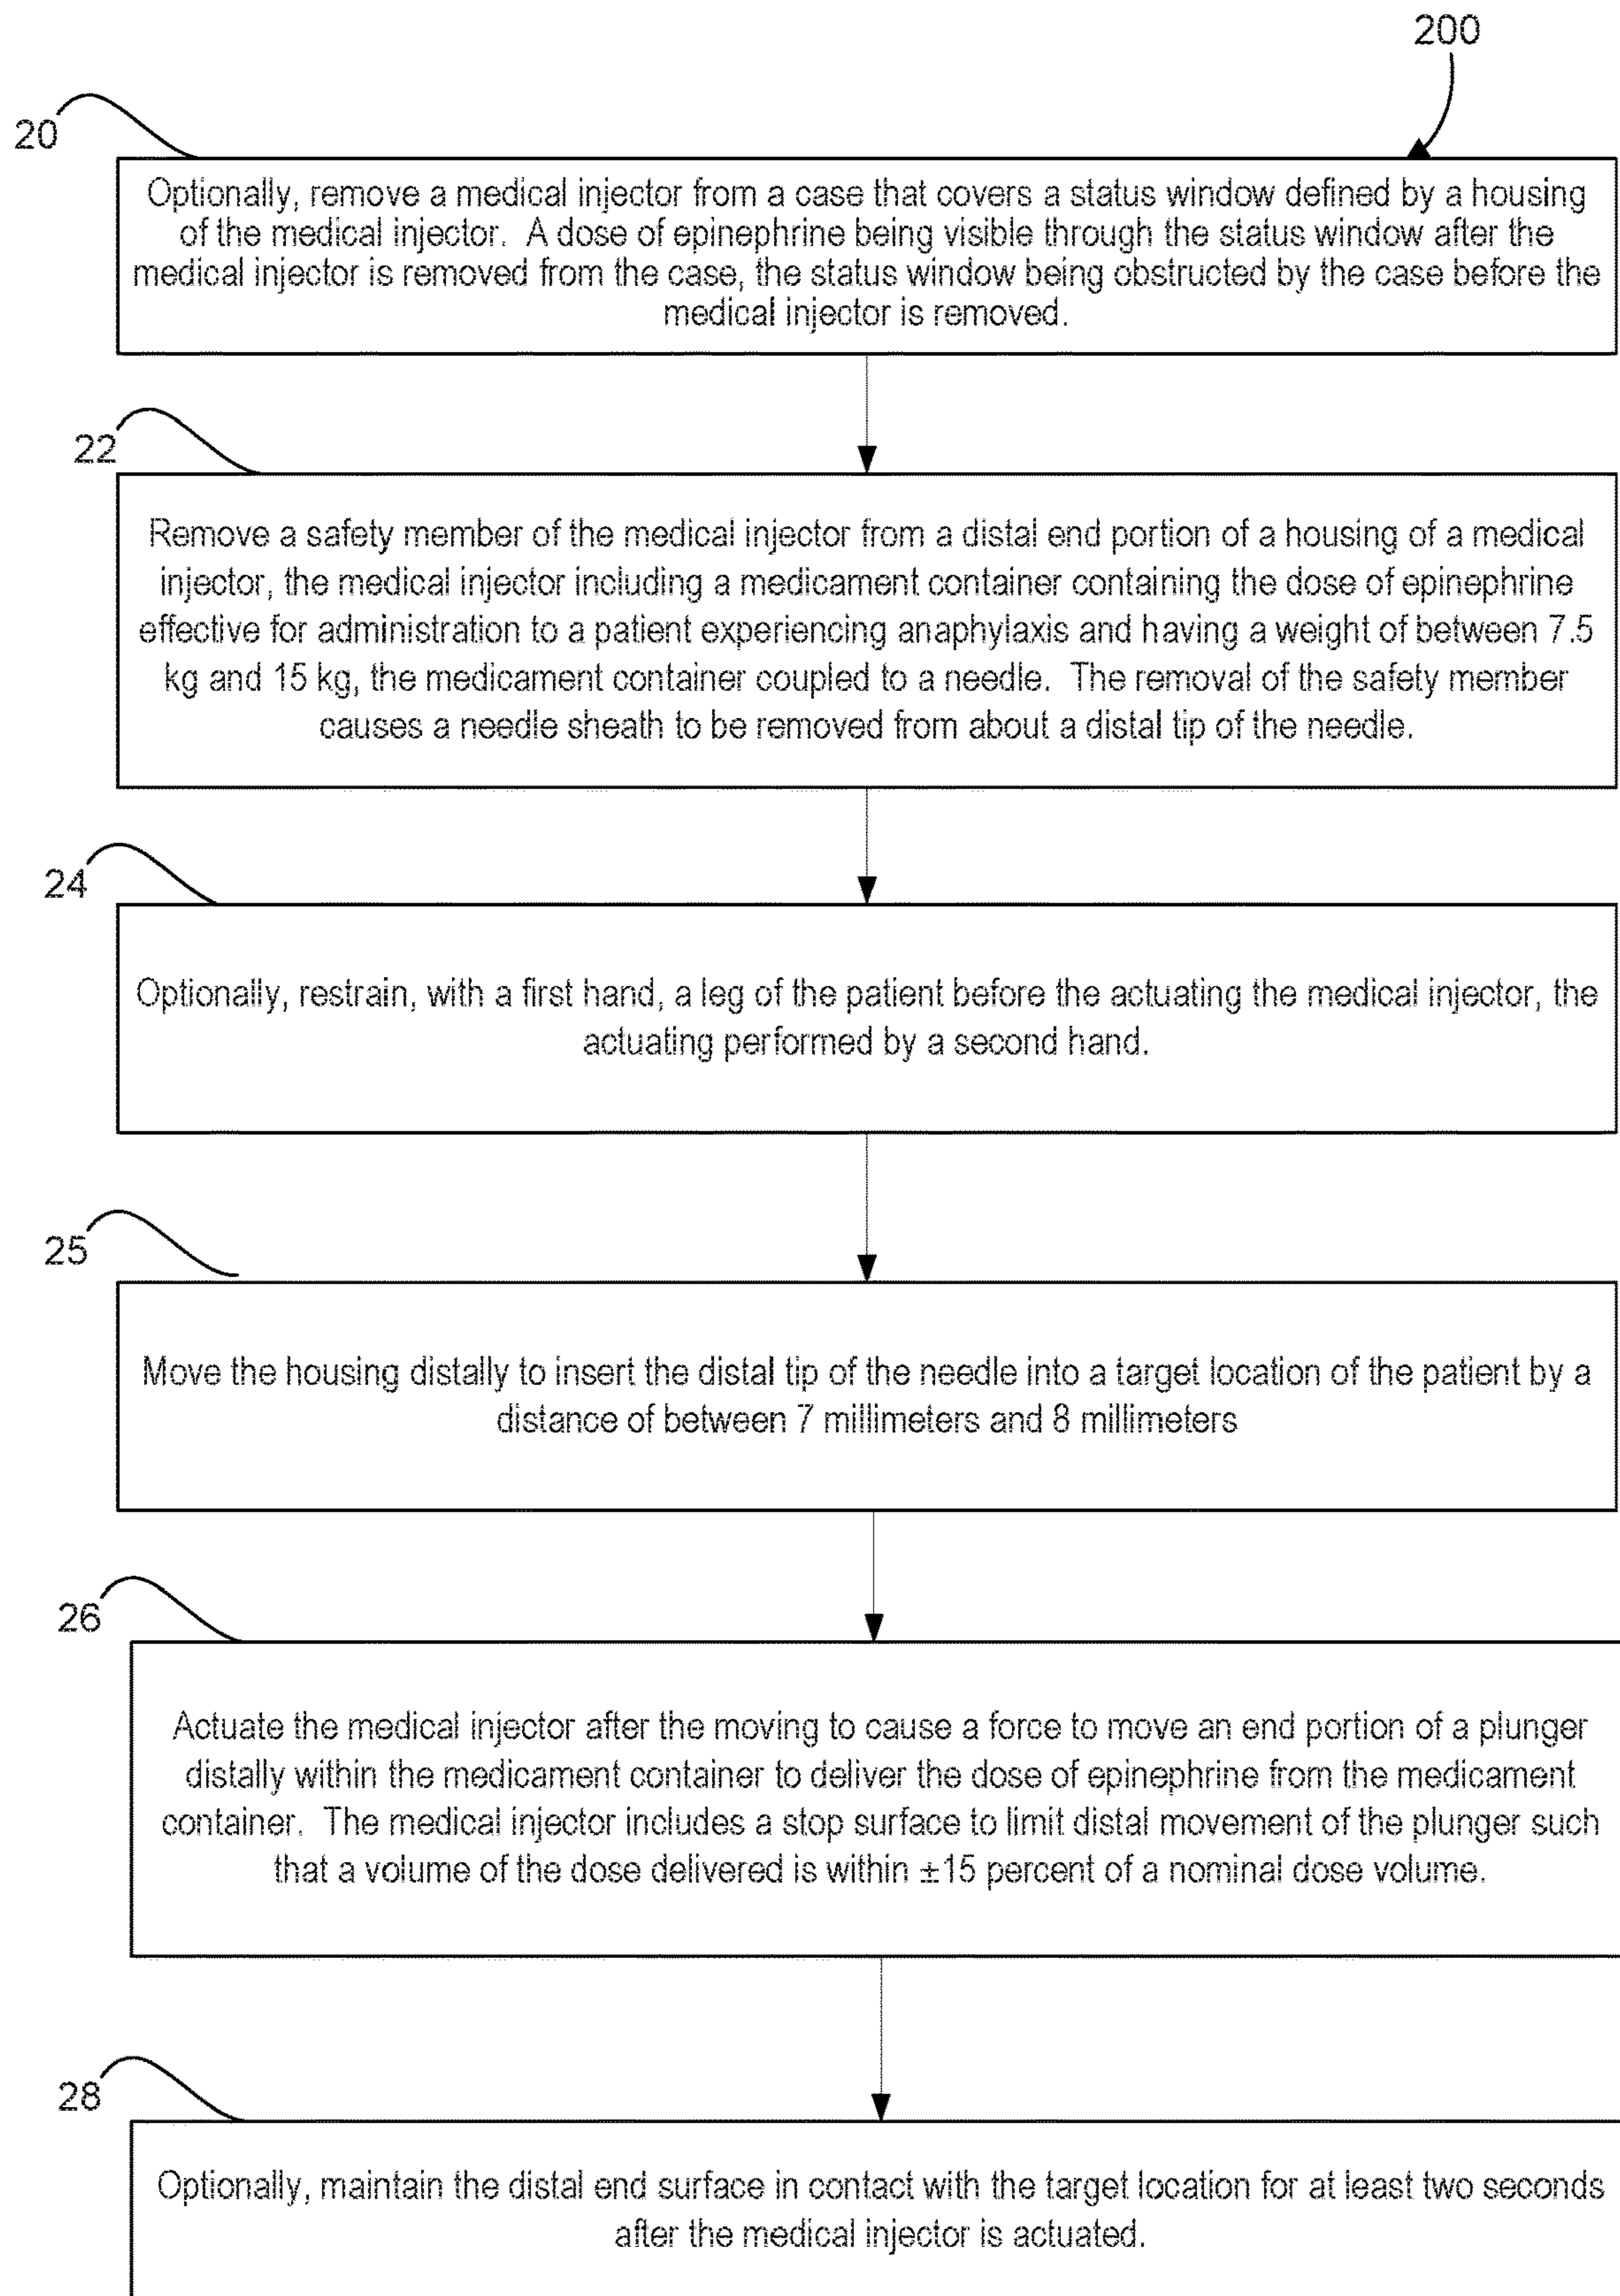 200
20
Optionally, remove a medical injector from a case that covers a status window defined by a housing
of the medical injector.  A dose of epinephrine being visible through the status window after the
medical injector is removed from the case, the status window being obstructed by the case before the
medical injector is removed.
22
Remove a safety member of the medical injector from a distal end portion of a housing of a medical
injector, the medical injector including a medicament container containing the dose of epinephrine
effective for administration to a patient experiencing anaphylaxis and having a weight of between 7.5
kg and 15 kg, the medicament container coupled to a needle.  The removal of the safety member
causes a needle sheath to be removed from about a distal tip of the needle.
24
Optionally, restrain, with a first hand, a leg of the patient before the actuating the medical injector, the
actuating performed by a second hand.
25
Move the housing distally to insert the distal tip of the needle into a target location of the patient by a
distance of between 7 millimeters and 8 millimeters
26
Actuate the medical injector after the moving to cause a force to move an end portion of a plunger
distally within the medicament container to deliver the dose of epinephrine from the medicament
container.  The medical injector includes a stop surface to limit distal movement of the plunger such
that a volume of the dose delivered is within ±15 percent of a nominal dose volume.
28
Optionally, maintain the distal end surface in contact with the target location for at least two seconds
after the medical injector is actuated.